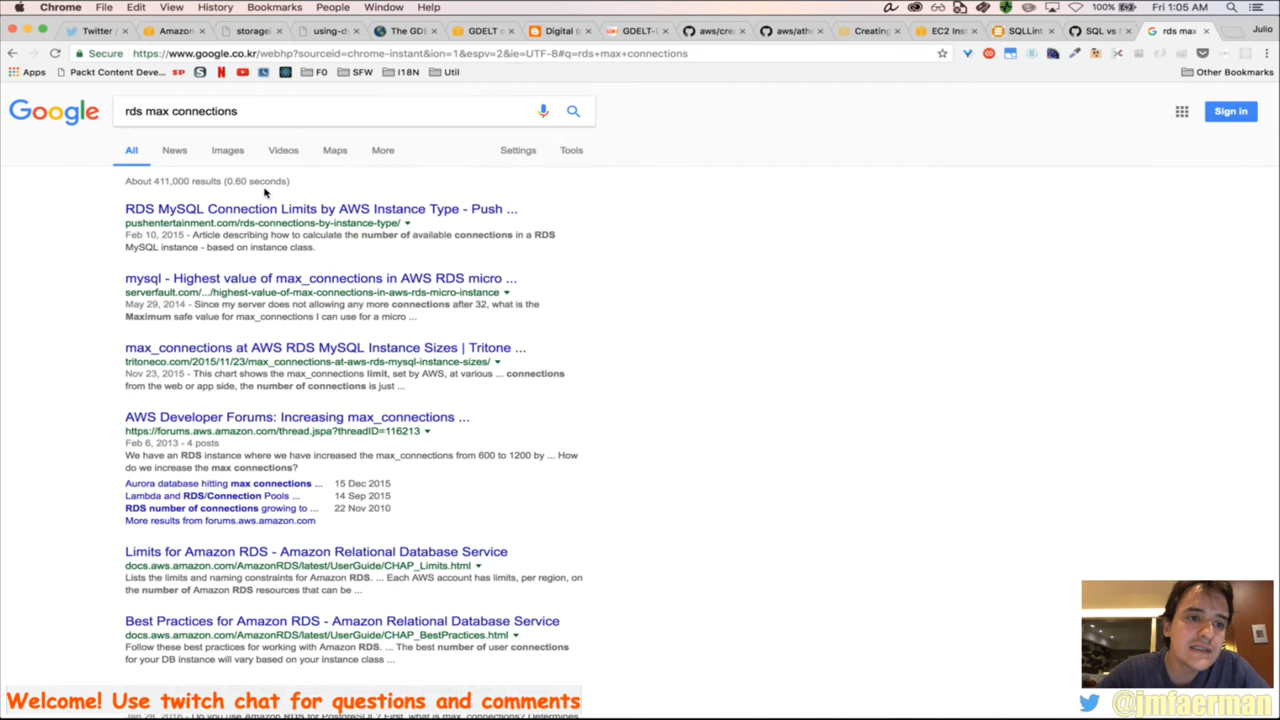 Chrome File Edit View History Bookmarks People Window Help 100% Fri 1:05 AM
Twitter / Amazon storage using-d The GDE GDELT c Digital ( GDELT- aws/cre aws/ath Creating EC2 Ins SQLLint SQL vs rds max Julio
Secure https://www.google.co.kr/webhp?sourceid=chrome-instant&ion=1&espv=2&ie=UTF-8#q=rds+max+connections
Apps Packt Content Deve... F0 SFW I18N Util Other Bookmarks
Google rds max connections Sign in
All News Images Videos Maps More Settings Tools
About 411,000 results (0.60 seconds)
RDS MySQL Connection Limits by AWS Instance Type - Push ...
pushentertainment.com/rds-connections-by-instance-type/
Feb 10, 2015 - Article describing how to calculate the number of available connections in a RDS
MySQL instance - based on instance class.
mysql - Highest value of max_connections in AWS RDS micro ...
serverfault.com/.../highest-value-of-max-connections-in-aws-rds-micro-instance
May 29, 2014 - Since my server does not allowing any more connections after 32, what is the
Maximum safe value for max_connections I can use for a micro ...
max_connections at AWS RDS MySQL Instance Sizes | Tritone ...
tritoneco.com/2015/11/23/max_connections-at-aws-rds-mysql-instance-sizes/
Nov 23, 2015 - This chart shows the max_connections limit, set by AWS, at various ... connections
from the web or app side, the number of connections is just ...
AWS Developer Forums: Increasing max_connections ...
https://forums.aws.amazon.com/thread.jspa?threadID=116213
Feb 6, 2013 - 4 posts
We have an RDS instance where we have increased the max_connections from 600 to 1200 by ... How
do we increase the max connections?
Aurora database hitting max connections ... 15 Dec 2015
Lambda and RDS/Connection Pools ... 14 Sep 2015
RDS number of connections growing to ... 22 Nov 2010
More results from forums.aws.amazon.com
Limits for Amazon RDS - Amazon Relational Database Service
docs.aws.amazon.com/AmazonRDS/latest/UserGuide/CHAP_Limits.html
Lists the limits and naming constraints for Amazon RDS. ... Each AWS account has limits, per region, on
the number of Amazon RDS resources that can be ...
Best Practices for Amazon RDS - Amazon Relational Database Service
docs.aws.amazon.com/AmazonRDS/latest/UserGuide/CHAP_BestPractices.html
Follow these best practices for working with Amazon RDS. ... The best number of user connections
for your DB instance will vary based on your instance class ...
Welcome! Use twitch chat for questions and comments
@jmfaerman